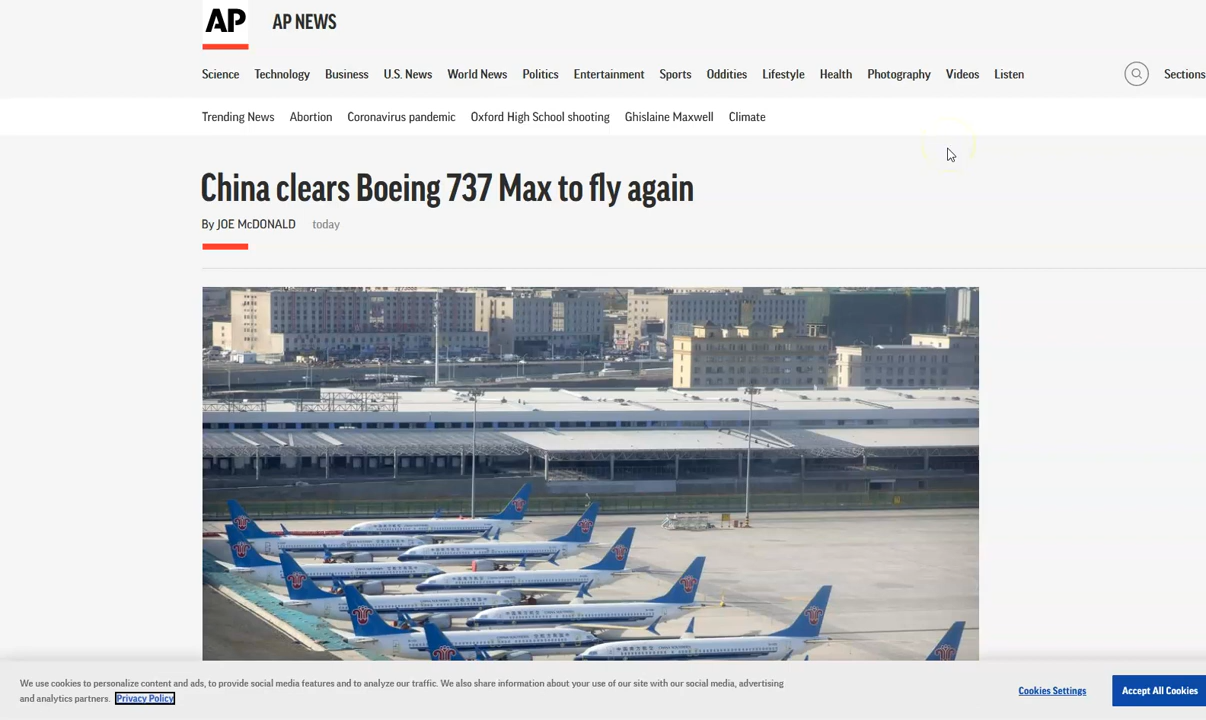 AP AP NEWS
Science Technology Business U.S. News World News Politics Entertainment Sports Oddities Lifestyle Health Photography Videos Listen Sections
Trending News Abortion Coronavirus pandemic Oxford High School shooting Ghislaine Maxwell Climate
China clears Boeing 737 Max to fly again
By JOE McDONALD today
We use cookies to personalize content and ads, to provide social media features and to analyze our traffic. We also share information about your use of our site with our social media, advertising
and analytics partners. Privacy Policy
Cookies Settings Accept All Cookies